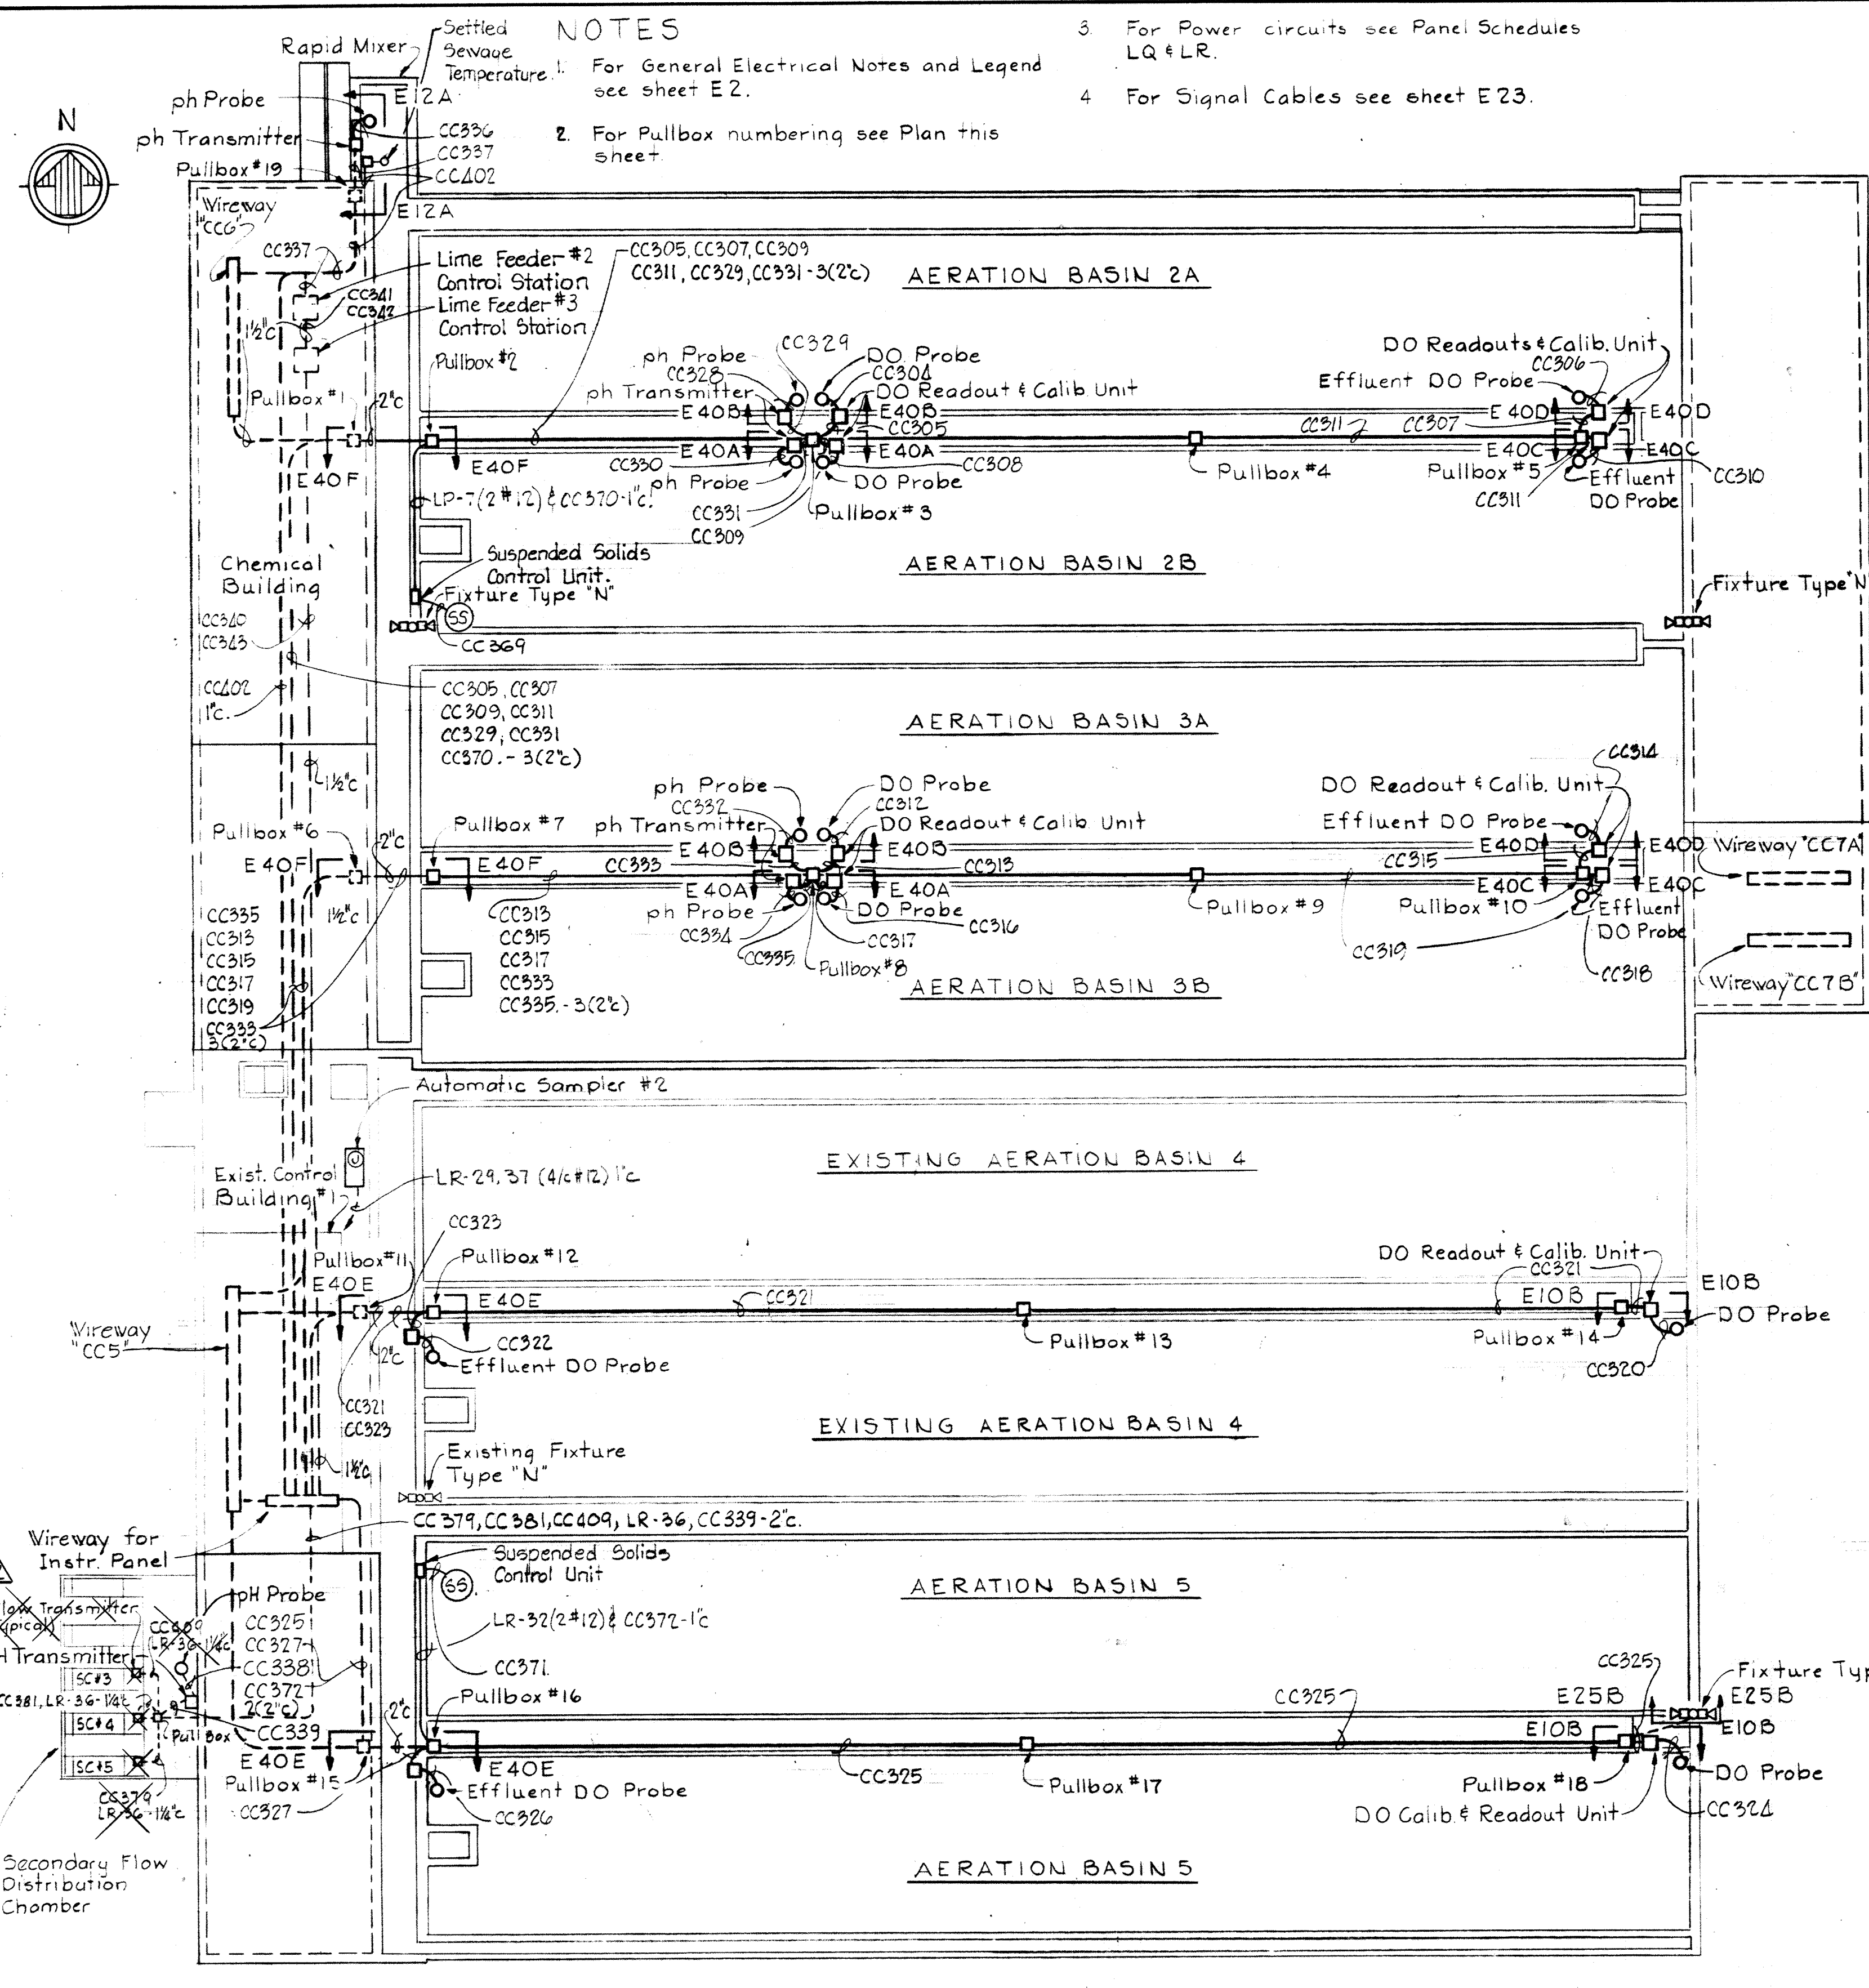 NOTES
1. For General Electrical Notes and Legend
see sheet E2.
2. For Pullbox numbering see Plan this
sheet.
3. For Power circuits see Panel Schedules
LQ & LR.
4 For Signal Cables see sheet E23.
N
Rapid Mixer
Settled
Sewage
Temperature
E12A
ph Probe
ph Transmitter
Pullbox #19
CC336
CC337
CC402
E12A
Wireway
"CC6"
CC337
Lime Feeder #2
Control Station
CC341
CC342
Lime Feeder #3
Control Station
1½"c
CC305, CC307, CC309
CC311, CC329, CC331-3(2"c)
AERATION BASIN 2A
Pullbox #1
2"c
Pullbox #2
E40F
E40F
ph Probe
CC328
ph Transmitter
CC329
DO Probe
CC304
DO Readout & Calib. Unit
E40B
E40B
CC305
E40A
E40A
CC330
ph Probe
CC308
DO Probe
CC331
CC309
Pullbox #3
Pullbox #4
DO Readouts & Calib. Unit
CC306
Effluent DO Probe
E40D
E40D
CC311
CC307
E40C
E40C
Pullbox #5
CC311
Effluent
DO Probe
CC310
LP-7(2#12) & CC370-1"c.
Suspended Solids
Control Unit.
Fixture Type "N"
SS
CC369
AERATION BASIN 2B
Fixture Type "N
Chemical
Building
CC340
CC343
CC402
1"c.
CC305, CC307
CC309, CC311
CC329, CC331
CC370.-3(2"c)
AERATION BASIN 3A
1½"c
Pullbox #6
2"c
Pullbox #7
E40F
E40F
1½"c
ph Probe
CC332
ph Transmitter
DO Probe
CC312
DO Readout & Calib. Unit
E40B
E40B
CC333
CC313
E40A
E40A
ph Probe
CC334
CC335
DO Probe
CC316
CC317
Pullbox #8
Pullbox #9
CC314
DO Readout & Calib. Unit
Effluent DO Probe
E40D
E40D
CC315
E40C
E40C
Pullbox #10
Effluent
DO Probe
CC319
CC318
Wireway "CC7A
Wireway "CC7B"
CC335
CC313
CC315
CC317
CC319
CC333
3(2"c)
CC313
CC315
CC317
CC333
CC335.-3(2"c)
AERATION BASIN 3B
Automatic Sampler #2
J
Exist. Control
Building #1
LR-29,37 (4/c#12) 1"c
EXISTING AERATION BASIN 4
CC323
Pullbox #11
Pullbox #12
E40E
E40E
CC321
Pullbox #13
DO Readout & Calib. Unit
CC321
E10B
E10B
Pullbox #14
DO Probe
CC320
Wireway
"CC5"
2"c
CC322
Effluent DO Probe
CC321
CC323
EXISTING AERATION BASIN 4
1½"c
Existing Fixture
Type "N"
CC379, CC381, CC409, LR-36, CC339-2"c.
Wireway for
Instr. Panel
Suspended Solids
Control Unit
SS
AERATION BASIN 5
LR-32(2#12) & CC372-1"c
CC371
low Transmitter
ypical)
CC409
LR-36-1¼"c
pH Probe
H Transmitter
CC325
CC327
CC338
CC372
2(2"c)
CC339
SC#3
CC381, LR-36-1¼"c
SC#4
Pull Box
SC#5
CC379
LR-36-1¼"c
Pullbox #16
2"c
E40E
E40E
Pullbox #15
CC327
Effluent DO Probe
CC326
CC325
Pullbox #17
CC325
CC325
Fixture Typ
E25B
E25B
E10B
E10B
Pullbox #18
DO Probe
DO Calib. & Readout Unit
CC324
AERATION BASIN 5
Secondary Flow
Distribution
Chamber